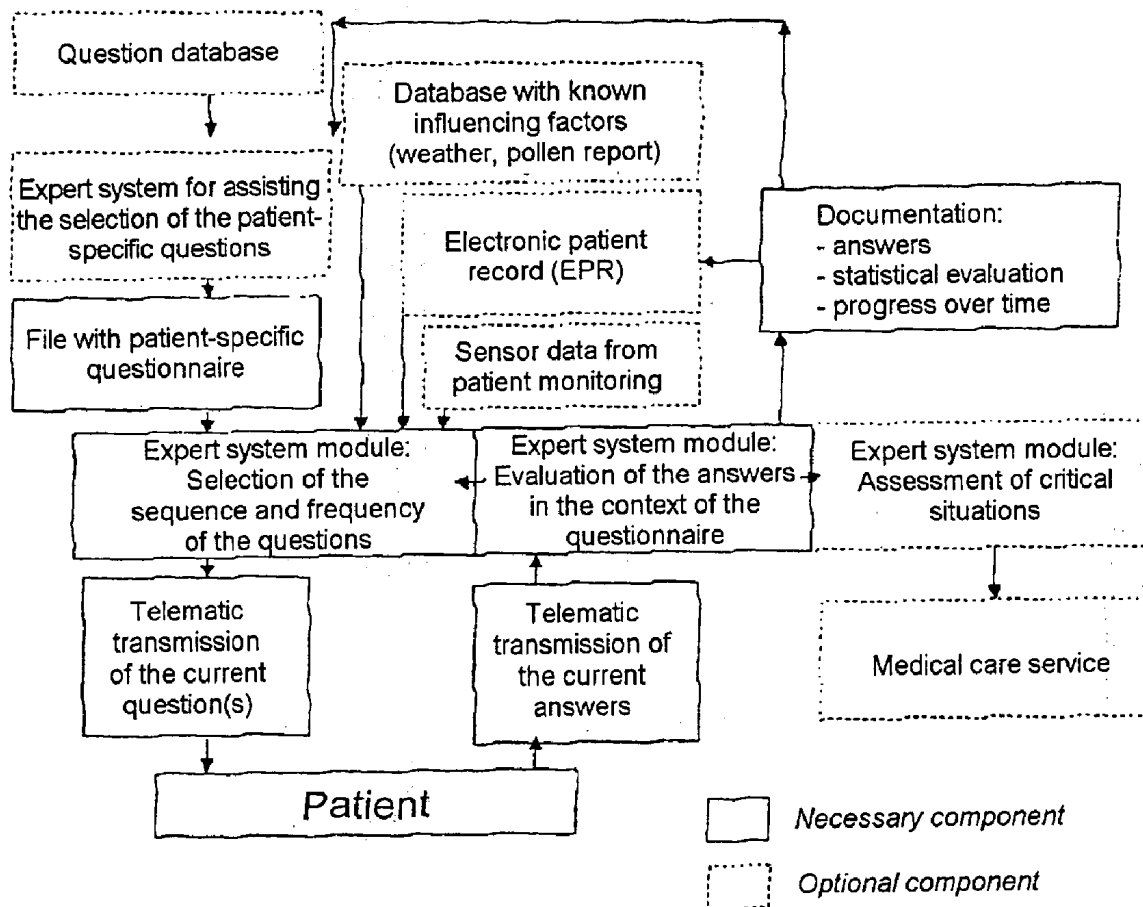 Question database
Database with known
influencing factors
(weather, pollen report)
Expert system for assisting
the selection of the patient-
specific questions
Documentation:
- answers
- statistical evaluation
- progress over time
Electronic patient
record (EPR)
File with patient-specific
questionnaire
Sensor data from
patient monitoring
Expert system module:
Selection of the
sequence and frequency
of the questions
Expert system module:
Evaluation of the answers
in the context of the
questionnaire
Expert system module:
Assessment of critical
situations
Telematic
transmission
of the current
question(s)
Telematic
transmission of
the current
answers
Medical care service
Patient
Necessary component
Optional component